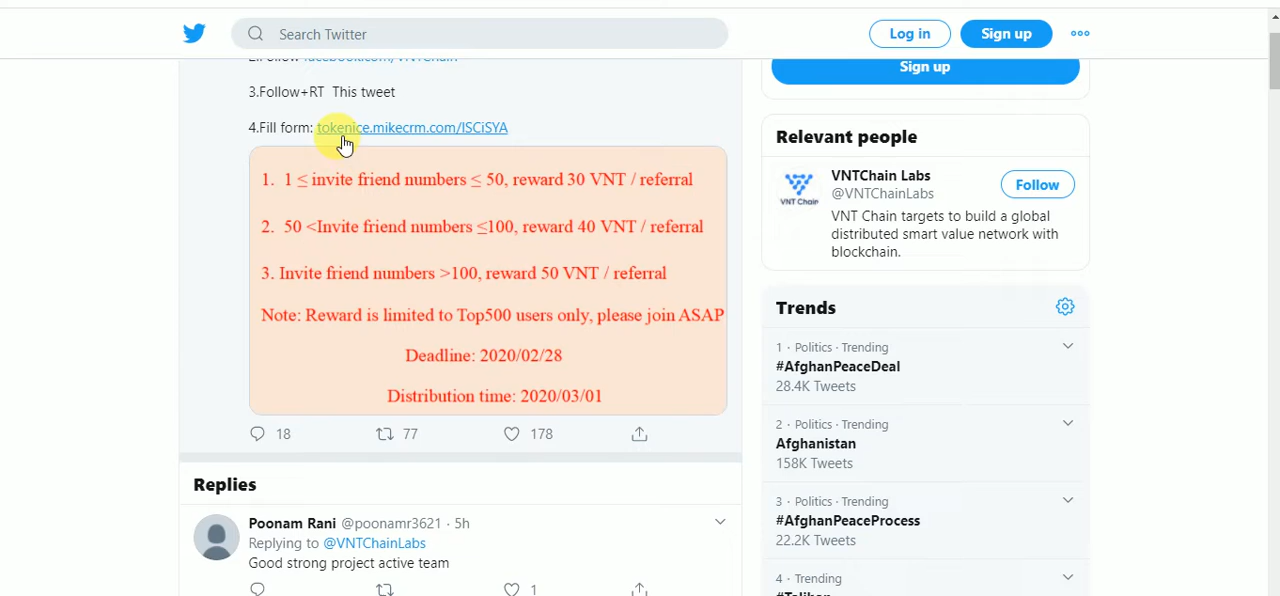 Search Twitter
Log in
Sign up
3.Follow+RT This tweet
4.Fill form: tokenice.mikecrm.com/ISCiSYA
1. 1 ≤ invite friend numbers ≤ 50, reward 30 VNT / referral
2. 50 <Invite friend numbers ≤100, reward 40 VNT / referral
3. Invite friend numbers >100, reward 50 VNT / referral
Note: Reward is limited to Top500 users only, please join ASAP
Deadline: 2020/02/28
Distribution time: 2020/03/01
18
77
178
Replies
Poonam Rani @poonamr3621 · 5h
Replying to @VNTChainLabs
Good strong project active team
1
Sign up
Relevant people
VNTChain Labs
@VNTChainLabs
Follow
VNT Chain
VNT Chain targets to build a global
distributed smart value network with
blockchain.
Trends
1 · Politics · Trending
#AfghanPeaceDeal
28.4K Tweets
2 · Politics · Trending
Afghanistan
158K Tweets
3 · Politics · Trending
#AfghanPeaceProcess
22.2K Tweets
4 · Trending